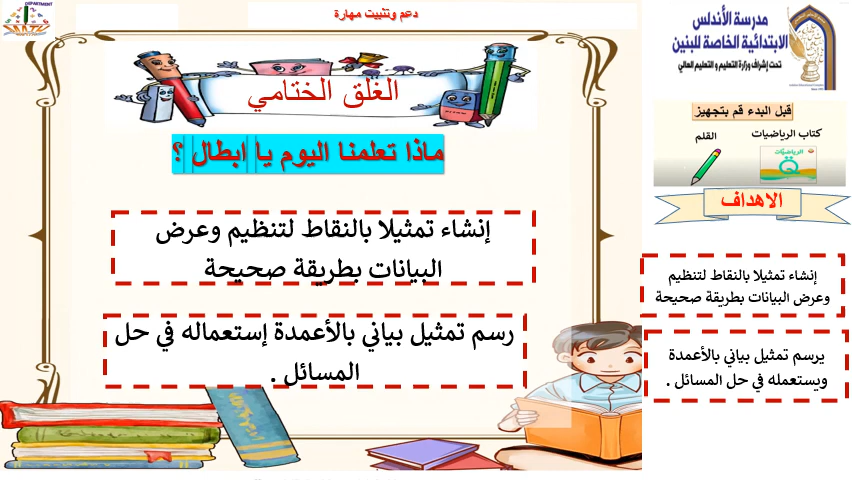 دعم وتثبيت مهارة
DEPARTMENT
مدرسة الأندلس
الابتدائية الخاصة للبنين
تحت إشراف وزارة التربية و التعليم و التعليم العالي
الغلق الختامي
ماذا تعلمنا اليوم يا ابطال ؟
إنشاء تمثيلا بالنقاط لتنظيم وعرض
البيانات بطريقة صحيحة
رسم تمثيل بياني بالأعمدة إستعماله في حل
المسائل .
قبل البدء قم بتجهيز
كتاب الرياضيات
القلم
الرياضيات
الاهداف
إنشاء تمثيلا بالنقاط لتنظيم
وعرض البيانات بطريقة صحيحة
يرسم تمثيل بياني بالأعمدة
ويستعمله في حل المسائل .